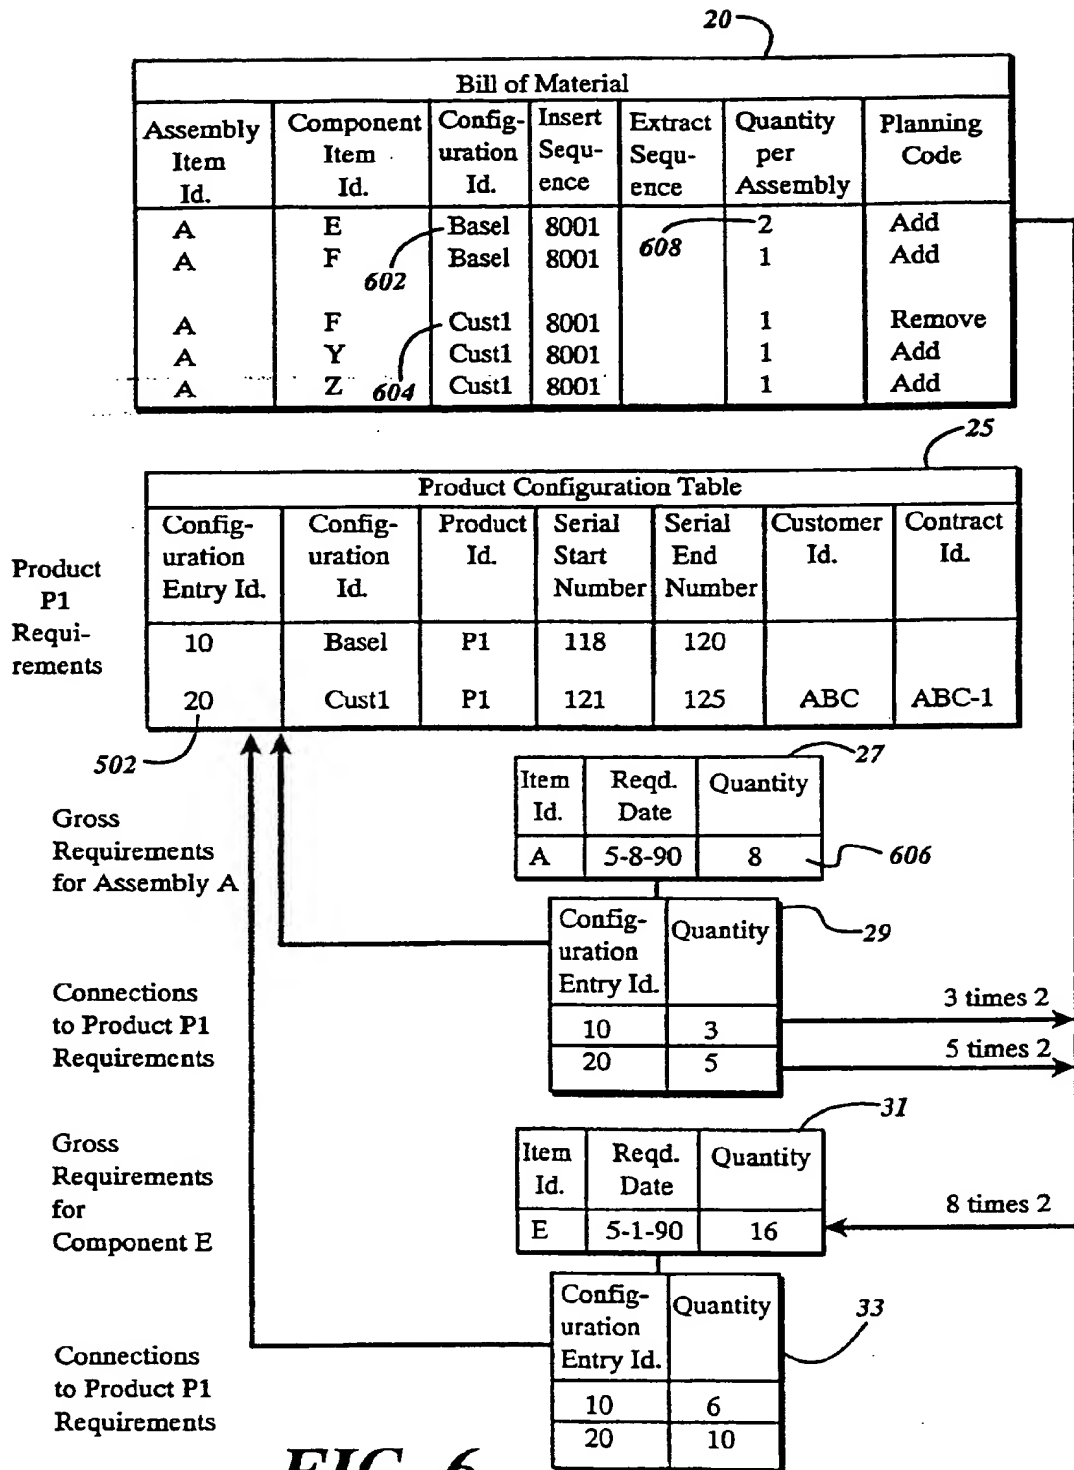 20
Bill of Material
Assembly Item Id. Component Item Id. Config-uration Id. Insert Sequ-ence Extract Sequ-ence Quantity per Assembly Planning Code
A E Basel 8001 2 Add
602 608
A F Basel 8001 1 Add
A F Cust1 8001 1 Remove
A Y Cust1 8001 1 Add
A Z Cust1 8001 1 Add
604
25
Product Configuration Table
Config-uration Entry Id. Config-uration Id. Product Id. Serial Start Number Serial End Number Customer Id. Contract Id.
Product
P1
Requi-
rements
10 Basel P1 118 120
20 Cust1 P1 121 125 ABC ABC-1
502
27
Item Id. Reqd. Date Quantity
Gross
Requirements
for Assembly A
A 5-8-90 8
606
Config-uration Entry Id. Quantity
29
Connections
to Product P1
Requirements
10 3
3 times 2
20 5
5 times 2
31
Gross
Requirements
for
Component E
Item Id. Reqd. Date Quantity
E 5-1-90 16
8 times 2
Config-uration Entry Id. Quantity
33
Connections
to Product P1
Requirements
10 6
20 10
FIG. 6